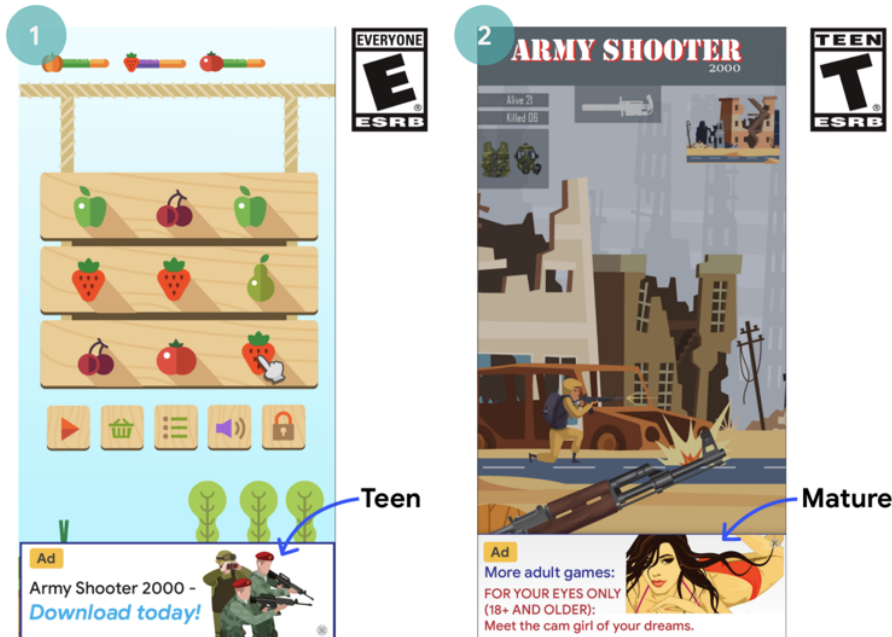 1
EVERYONE
E
®
ESRB
Teen
Ad
Army Shooter 2000 -
Download today!
2
ARMY SHOOTER
2000
Alive 21
Killed 06
TEEN
T
®
ESRB
Mature
Ad
More adult games:
FOR YOUR EYES ONLY
(18+ AND OLDER):
Meet the cam girl of your dreams.